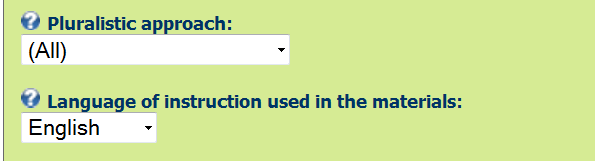 Pluralistic approach:
(All)
Language of instruction used in the materials:
English